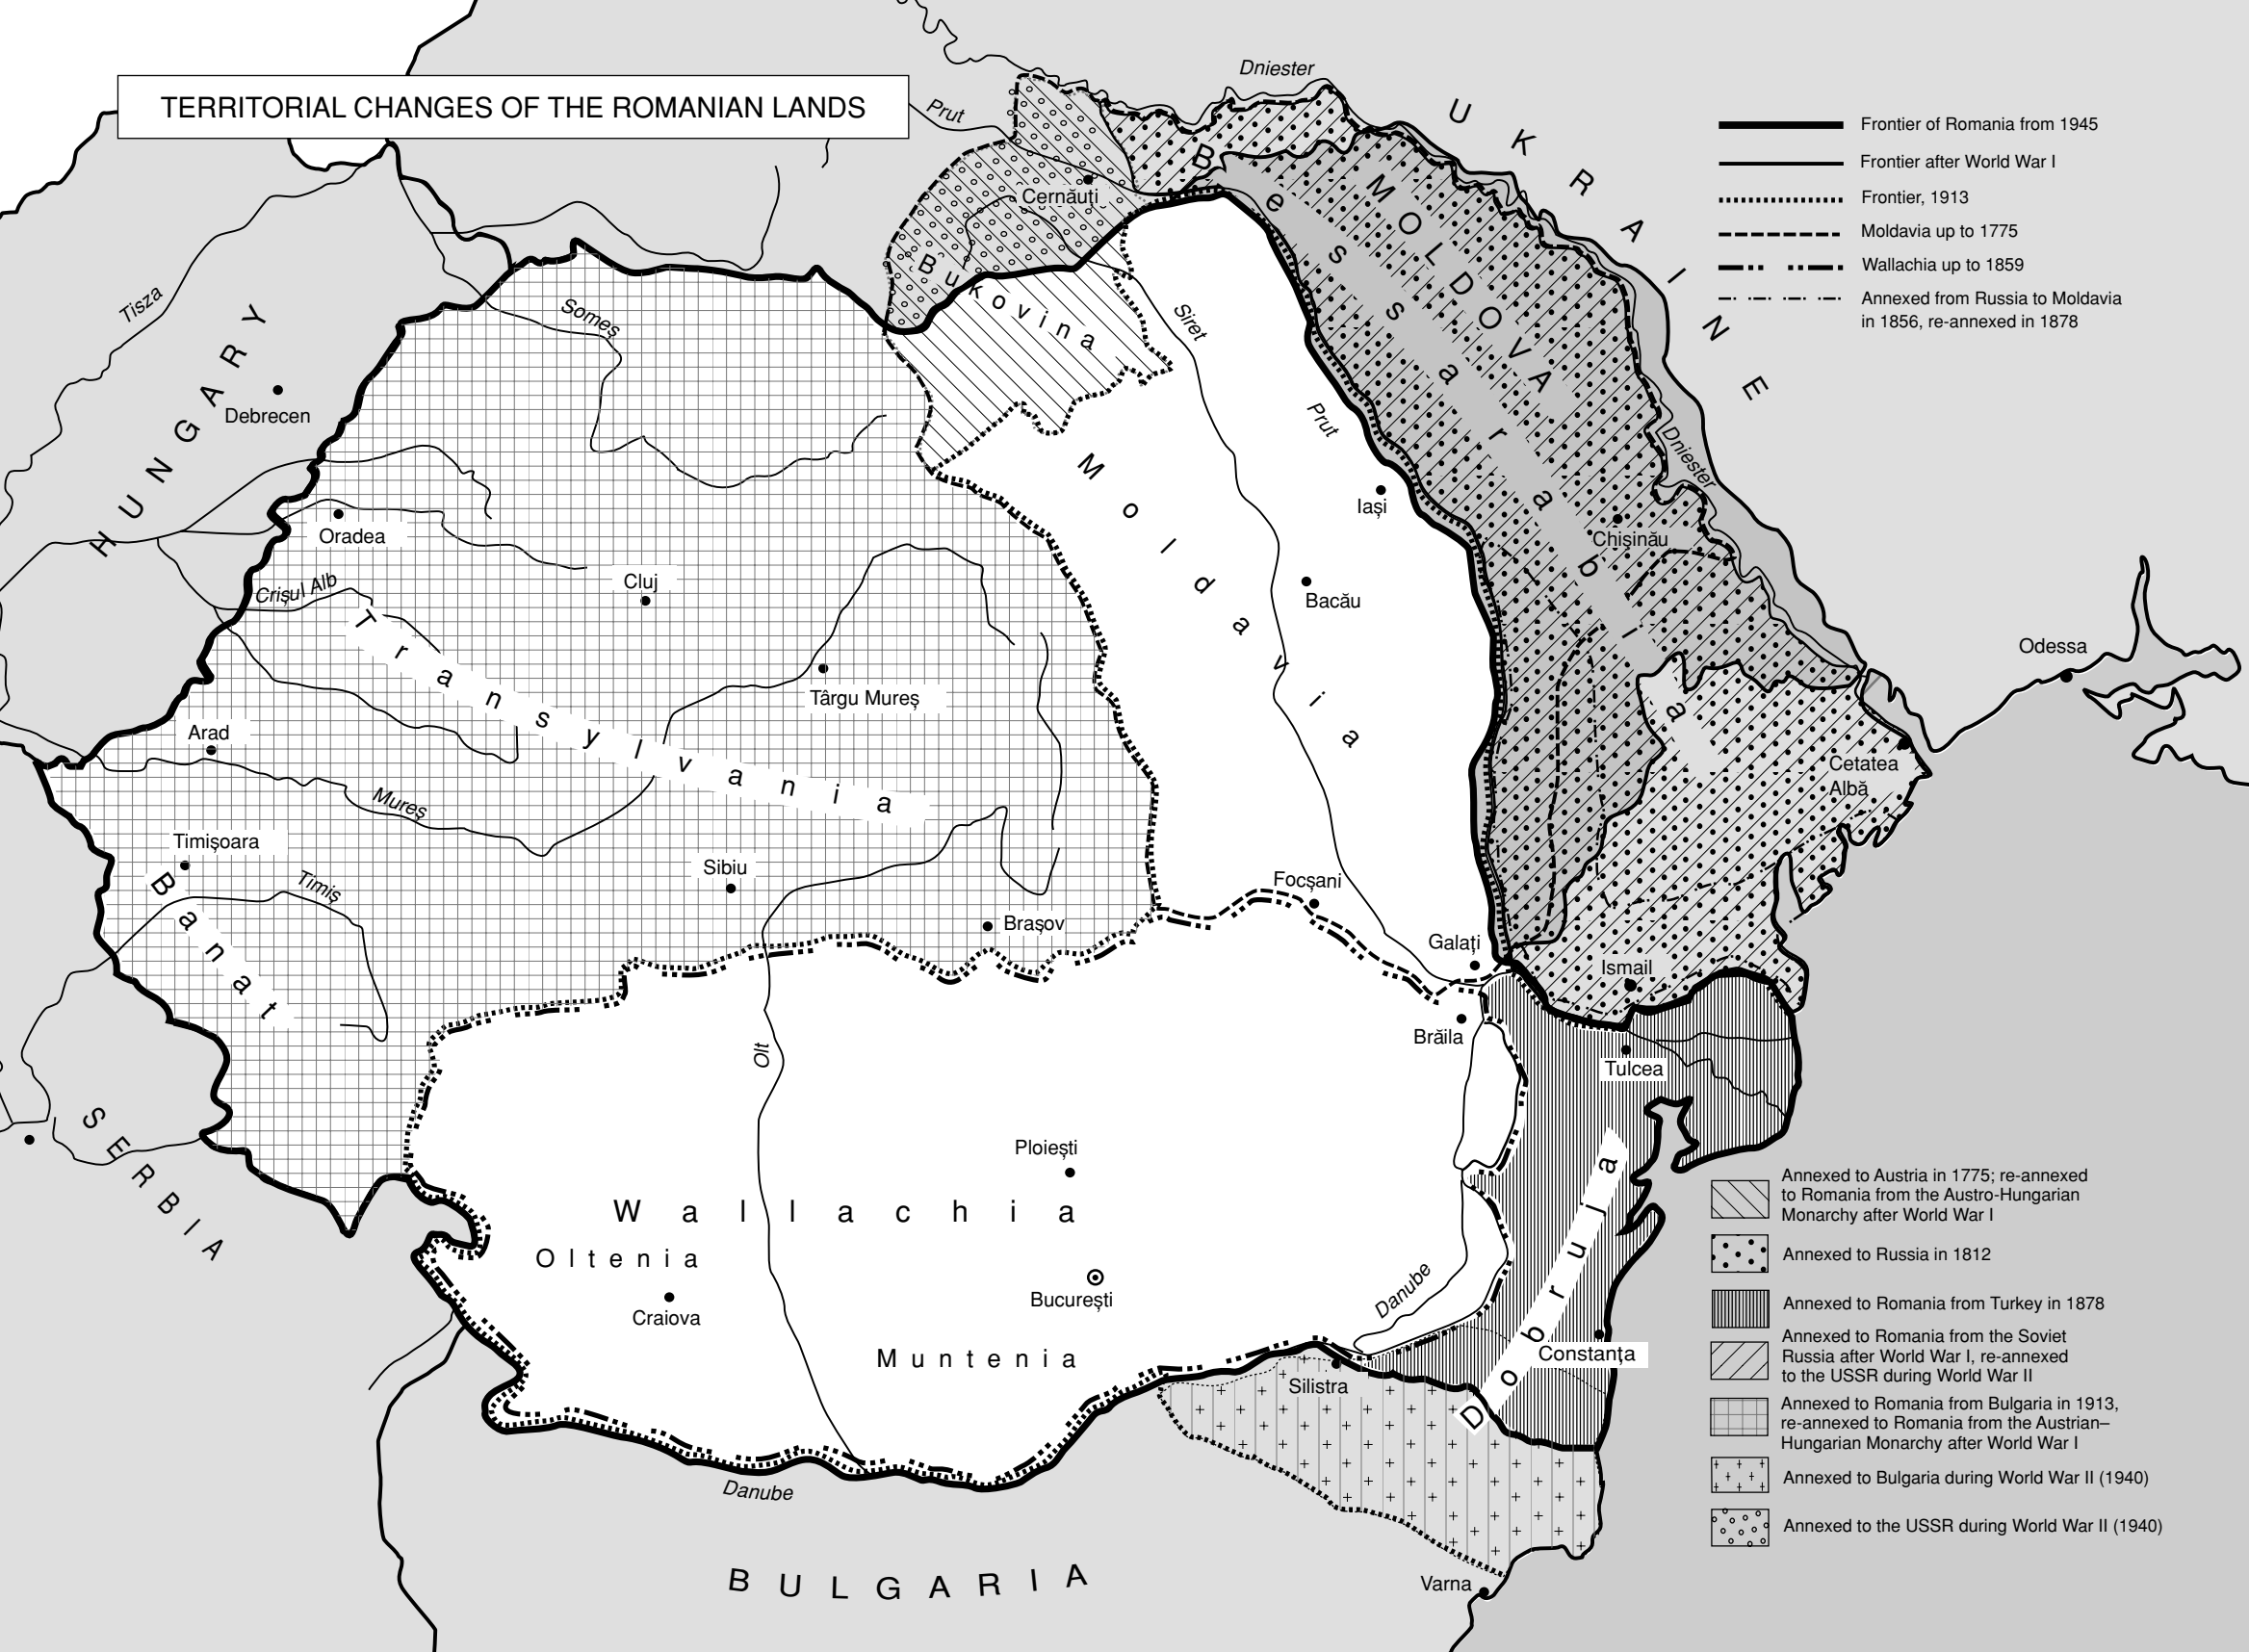 TERRITORIAL CHANGES OF THE ROMANIAN LANDS
Frontier of Romania from 1945
Frontier after World War I
Frontier, 1913
Moldavia up to 1775
Wallachia up to 1859
Annexed from Russia to Moldavia
in 1856, re-annexed in 1878
Dniester
Prut
UKRAINE
Cernăuți
Bukovina
Bessarabia
MOLDOVA
Tisza
HUNGARY
Debrecen
Someș
Siret
Prut
Dniester
Moldavia
Iași
Chișinău
Oradea
Cluj
Crișul Alb
Bacău
Transylvania
Târgu Mureș
Odessa
Arad
Mureș
Cetatea
Albă
Timișoara
Timiș
Banat
Sibiu
Brașov
Focșani
Galați
Ismail
Brăila
Tulcea
Olt
SERBIA
Ploiești
Wallachia
Oltenia
Craiova
București
Muntenia
Danube
Dobruja
Constanța
Silistra
Danube
BULGARIA
Varna
Annexed to Austria in 1775; re-annexed
to Romania from the Austro-Hungarian
Monarchy after World War I
Annexed to Russia in 1812
Annexed to Romania from Turkey in 1878
Annexed to Romania from the Soviet
Russia after World War I, re-annexed
to the USSR during World War II
Annexed to Romania from Bulgaria in 1913,
re-annexed to Romania from the Austrian–
Hungarian Monarchy after World War I
Annexed to Bulgaria during World War II (1940)
Annexed to the USSR during World War II (1940)